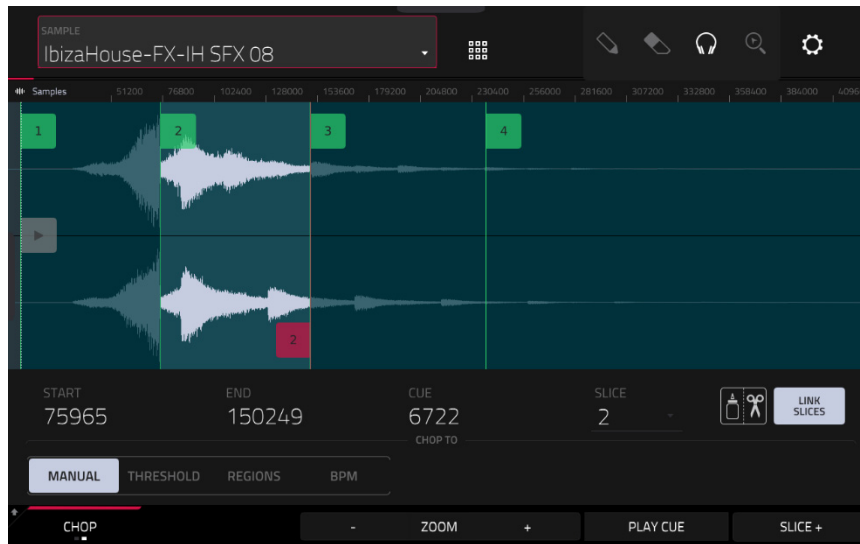 SAMPLE
IbizaHouse-FX-IH SFX 08
Samples 51200 76800 102400 128000 153600 179200 204800 230400 256000 281600 307200 332800 358400 384000 4096
1 2 3 4
2
START END CUE SLICE
75965 150249 6722 2 LINK SLICES
CHOP TO
MANUAL THRESHOLD REGIONS BPM
CHOP - ZOOM + PLAY CUE SLICE +